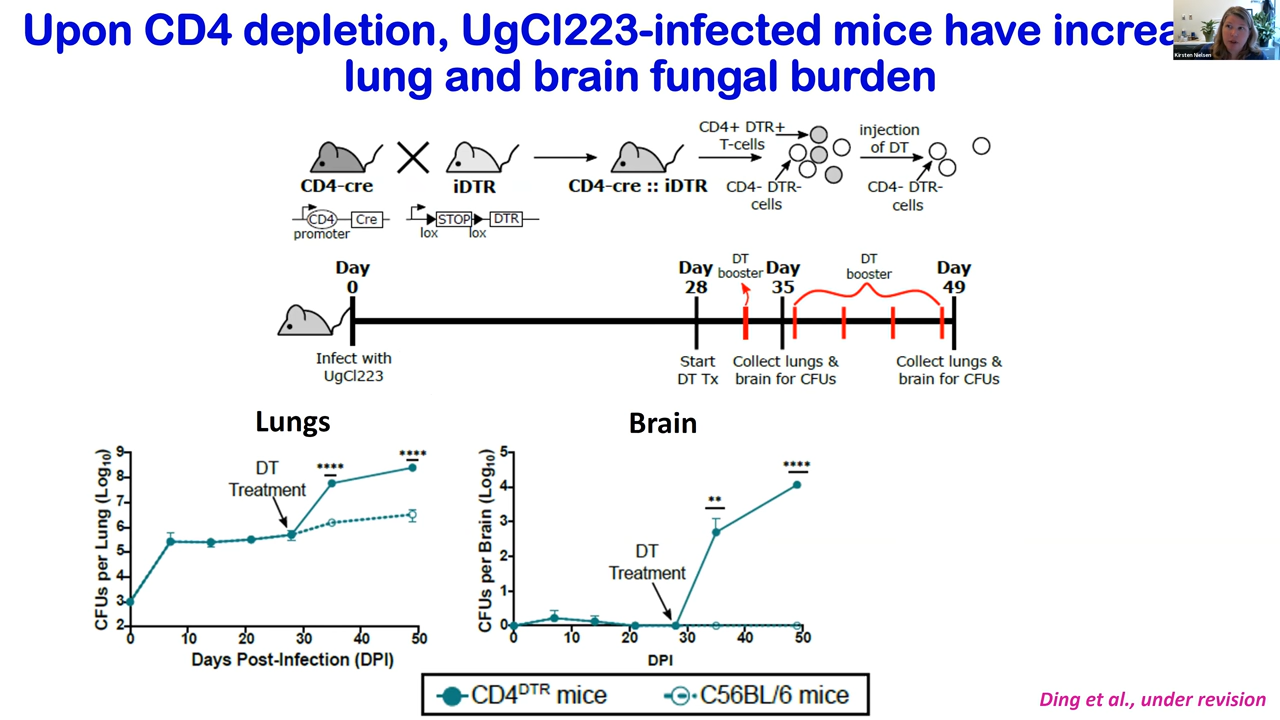 Upon CD4 depletion, UgCl223-infected mice have increa
lung and brain fungal burden
Kirsten Nielsen
CD4-cre
iDTR
CD4-cre :: iDTR
CD4+ DTR+
T-cells
CD4- DTR-
cells
injection
of DT
CD4- DTR-
cells
CD4
Cre
promoter
STOP
DTR
lox
lox
Day
0
Day
28
DT
booster
Day
35
DT
booster
Day
49
Infect with
UgCl223
Start
DT Tx
Collect lungs &
brain for CFUs
Collect lungs &
brain for CFUs
Lungs
CFUs per Lung (Log10)
9
8
7
6
5
4
3
2
0
10
20
30
40
50
DT
Treatment
****
****
Days Post-Infection (DPI)
Brain
CFUs per Brain (Log10)
5
4
3
2
1
0
0
10
20
30
40
50
DT
Treatment
**
****
DPI
CD4DTR mice
C56BL/6 mice
Ding et al., under revision